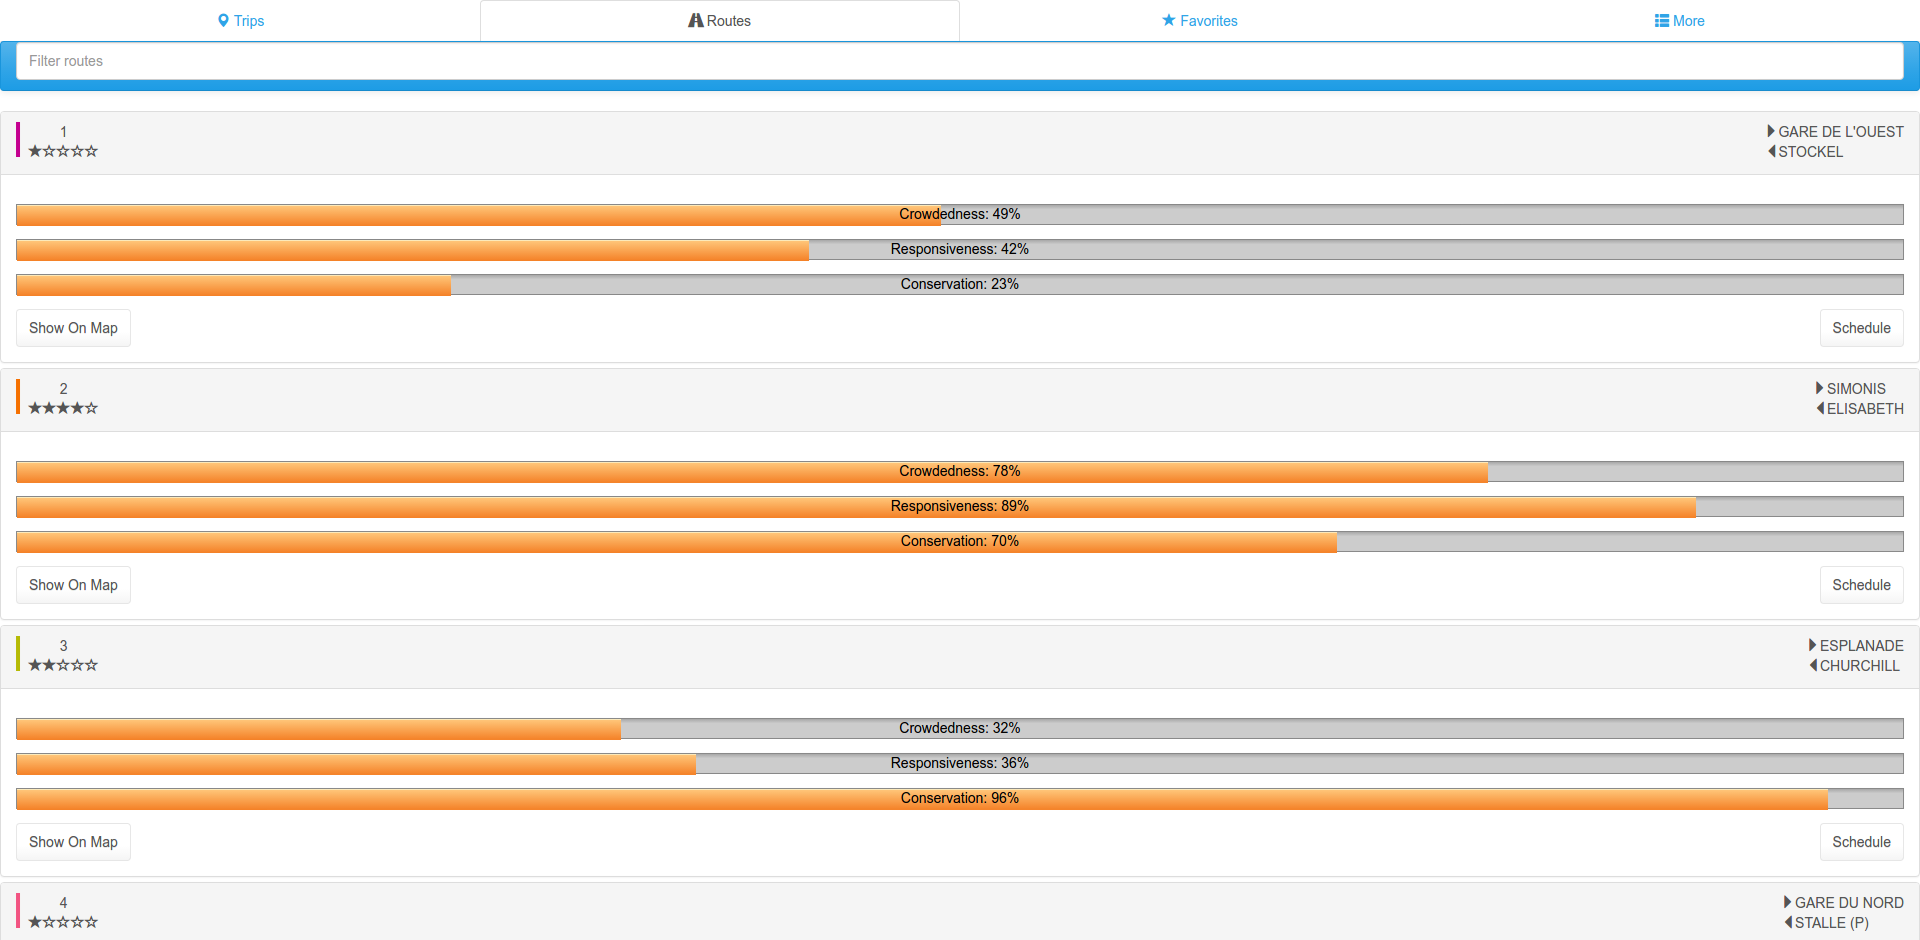 Trips
Routes
Favorites
More
Filter routes
1
GARE DE L'OUEST
STOCKEL
Crowdedness: 49%
Responsiveness: 42%
Conservation: 23%
Show On Map
Schedule
2
SIMONIS
ELISABETH
Crowdedness: 78%
Responsiveness: 89%
Conservation: 70%
Show On Map
Schedule
3
ESPLANADE
CHURCHILL
Crowdedness: 32%
Responsiveness: 36%
Conservation: 96%
Show On Map
Schedule
4
GARE DU NORD
STALLE (P)